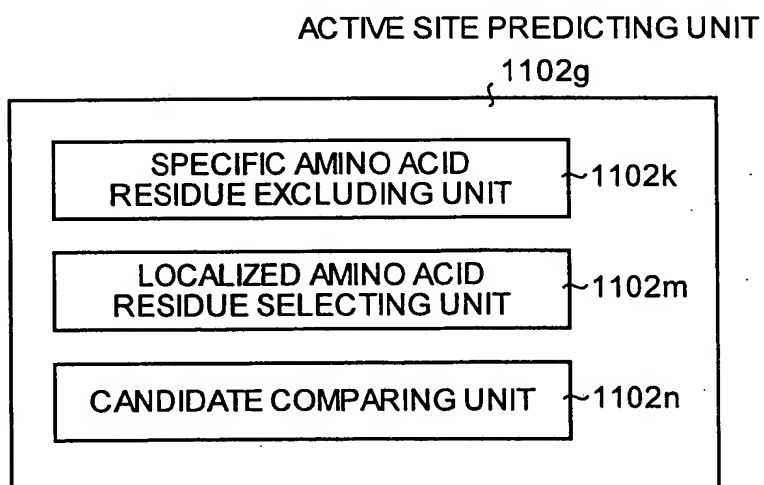 ACTIVE SITE PREDICTING UNIT
1102g
SPECIFIC AMINO ACID
RESIDUE EXCLUDING UNIT
1102k
LOCALIZED AMINO ACID
RESIDUE SELECTING UNIT
1102m
CANDIDATE COMPARING UNIT
1102n